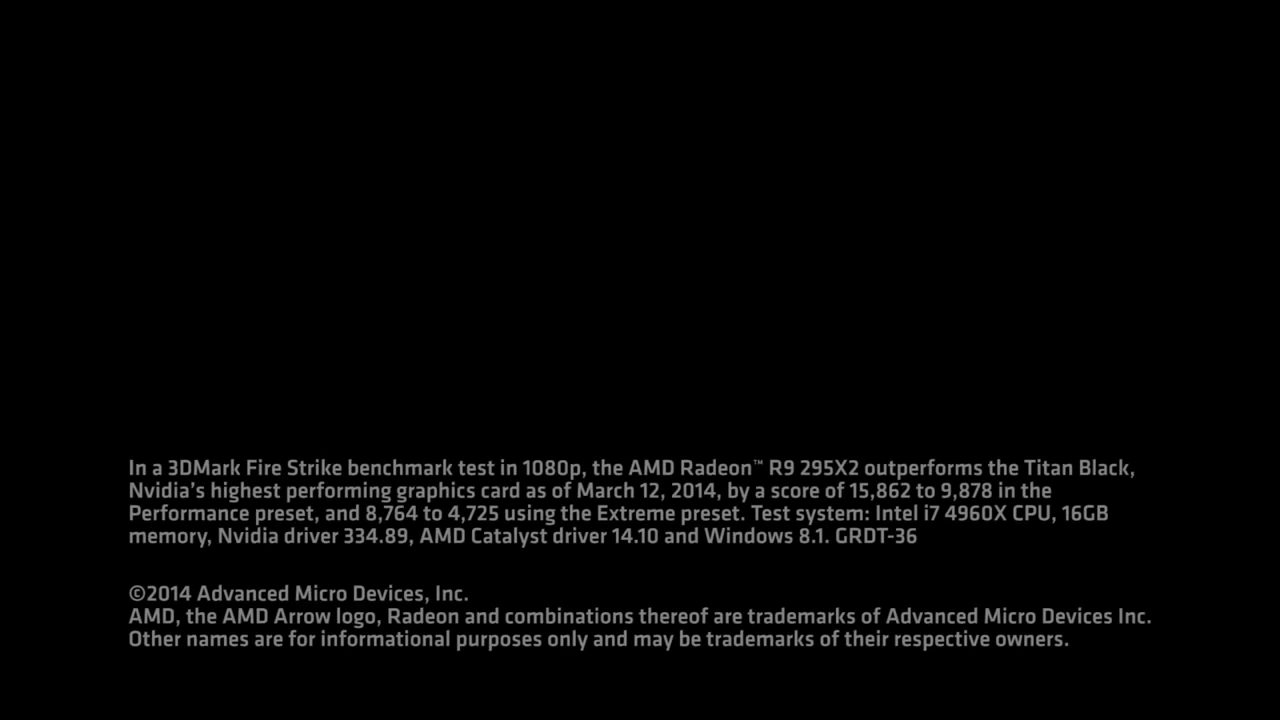 In a 3DMark Fire Strike benchmark test in 1080p, the AMD Radeon™ R9 295X2 outperforms the Titan Black,
Nvidia's highest performing graphics card as of March 12, 2014, by a score of 15,862 to 9,878 in the
Performance preset, and 8,764 to 4,725 using the Extreme preset. Test system: Intel i7 4960X CPU, 16GB
memory, Nvidia driver 334.89, AMD Catalyst driver 14.10 and Windows 8.1. GRDT-36
©2014 Advanced Micro Devices, Inc.
AMD, the AMD Arrow logo, Radeon and combinations thereof are trademarks of Advanced Micro Devices Inc.
Other names are for informational purposes only and may be trademarks of their respective owners.